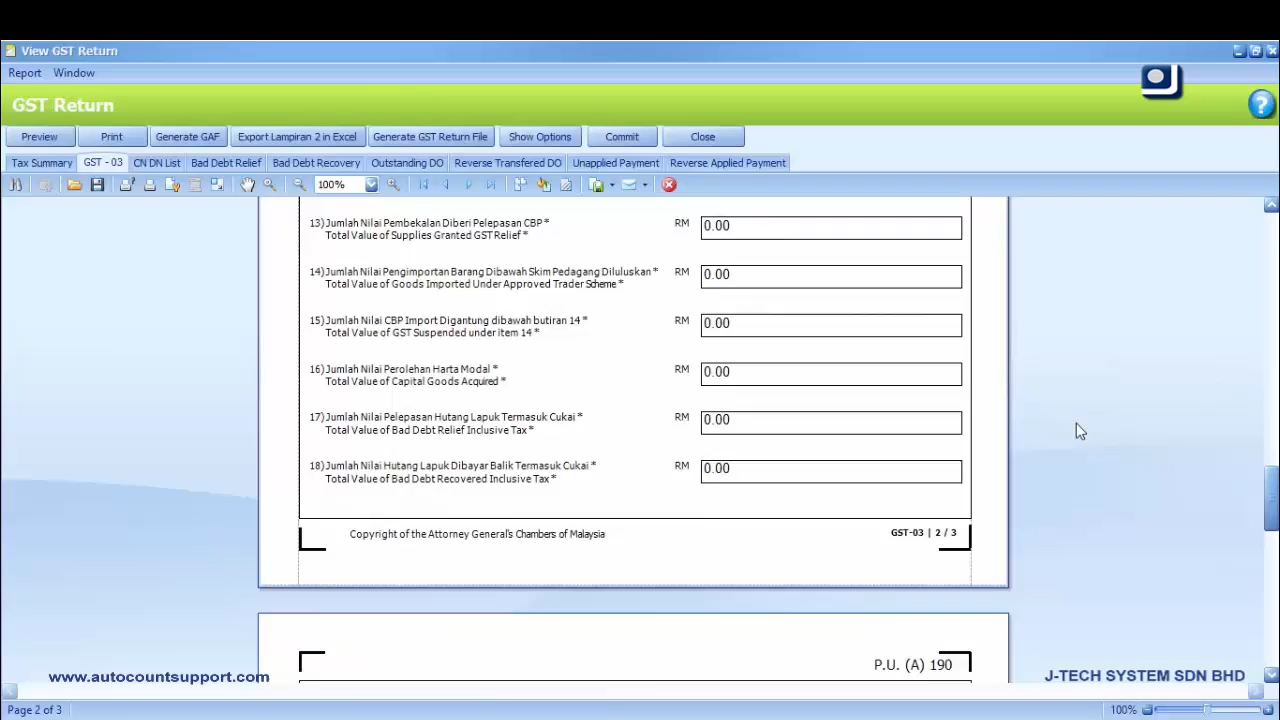 View GST Return
Report Window
GST Return
Preview Print Generate GAF Export Lampiran 2 in Excel Generate GST Return File Show Options Commit Close
Tax Summary GST - 03 CN DN List Bad Debt Relief Bad Debt Recovery Outstanding DO Reverse Transfered DO Unapplied Payment Reverse Applied Payment
100%
13) Jumlah Nilai Pembekalan Diberi Pelepasan CBP * RM 0.00
Total Value of Supplies Granted GST Relief *
14) Jumlah Nilai Pengimportan Barang Dibawah Skim Pedagang Diluluskan * RM 0.00
Total Value of Goods Imported Under Approved Trader Scheme *
15) Jumlah Nilai CBP Import Digantung dibawah butiran 14 * RM 0.00
Total Value of GST Suspended under item 14 *
16) Jumlah Nilai Perolehan Harta Modal * RM 0.00
Total Value of Capital Goods Acquired *
17) Jumlah Nilai Pelepasan Hutang Lapuk Termasuk Cukai * RM 0.00
Total Value of Bad Debt Relief Inclusive Tax *
18) Jumlah Nilai Hutang Lapuk Dibayar Balik Termasuk Cukai * RM 0.00
Total Value of Bad Debt Recovered Inclusive Tax *
Copyright of the Attorney General's Chambers of Malaysia GST-03 | 2 / 3
P.U. (A) 190
www.autocountsupport.com J-TECH SYSTEM SDN BHD
Page 2 of 3 100%